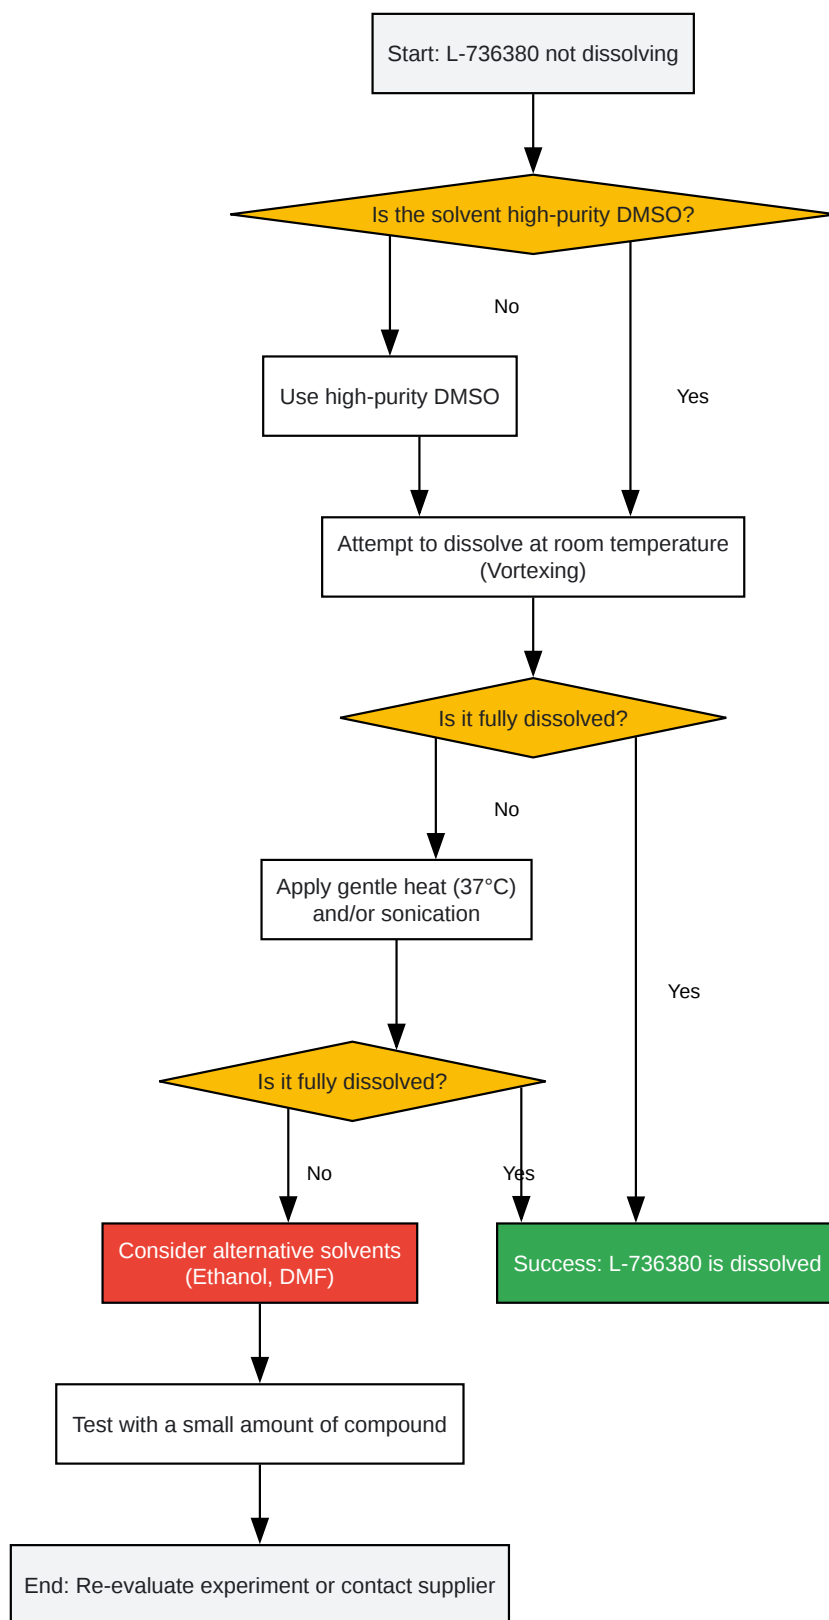 Start: L-736380 not dissolving
Is the solvent high-purity DMSO?
No
Use high-purity DMSO
Yes
Attempt to dissolve at room temperature
(Vortexing)
Is it fully dissolved?
No
Apply gentle heat (37°C)
and/or sonication
Yes
Is it fully dissolved?
No
Yes
Consider alternative solvents
(Ethanol, DMF)
Success: L-736380 is dissolved
Test with a small amount of compound
End: Re-evaluate experiment or contact supplier